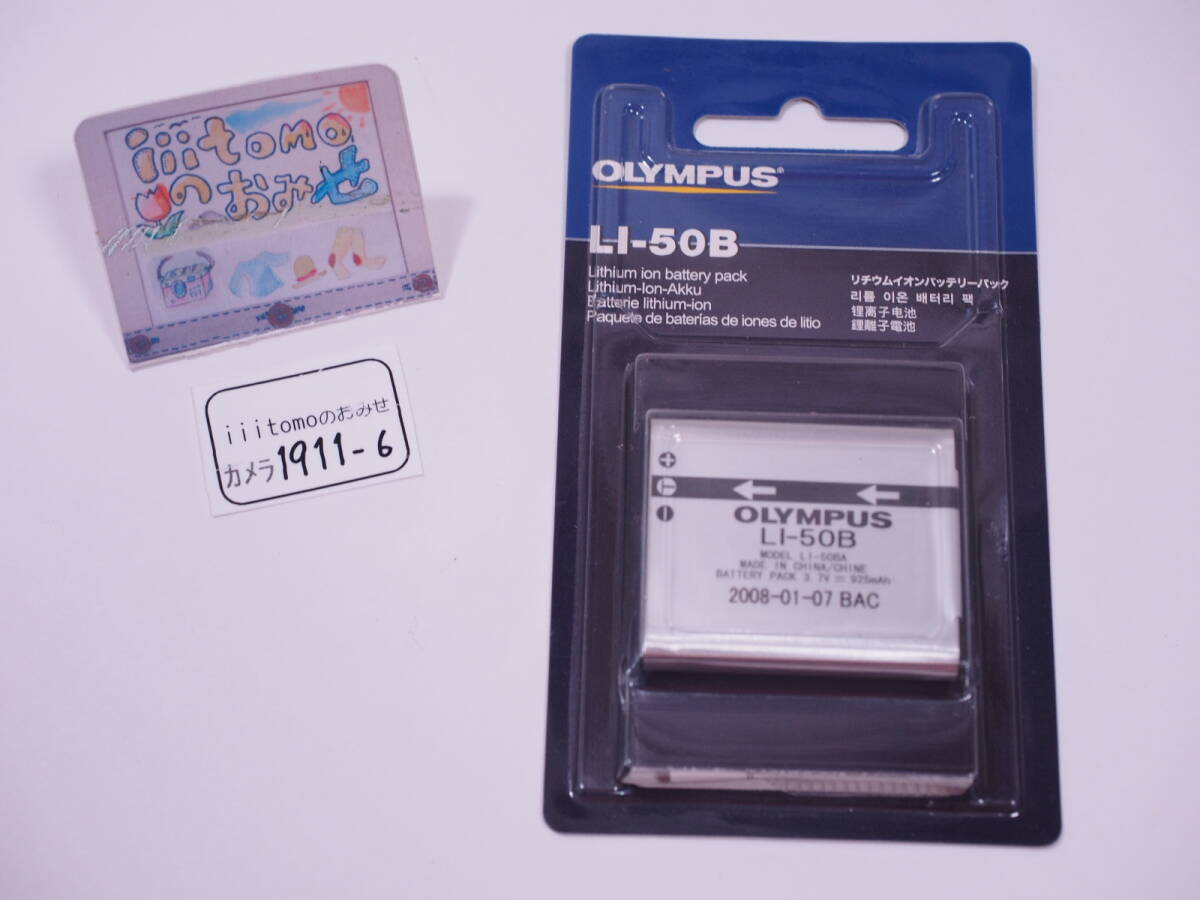 iiitomo
の おみせ
iiitomoのおみせ
カメラ 1911-6
OLYMPUS®
LI-50B
Lithium ion battery pack
Lithium-Ion-Akku
Batterie lithium-ion
Paquete de baterías de iones de litio
リチウムイオンバッテリーパック
리튬 이온 배터리 팩
锂离子电池
鋰離子電池
OLYMPUS
LI-50B
MODEL LI-50BA
MADE IN CHINA/CHINE
BATTERY PACK 3.7V 925mAh
2008-01-07 BAC